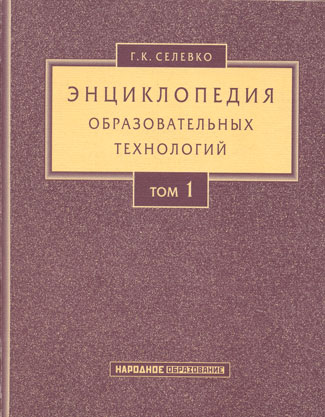 Г.К. СЕЛЕВКО
ЭНЦИКЛОПЕДИЯ
ОБРАЗОВАТЕЛЬНЫХ
ТЕХНОЛОГИЙ
ТОМ 1
НАРОДНОЕ ОБРАЗОВАНИЕ